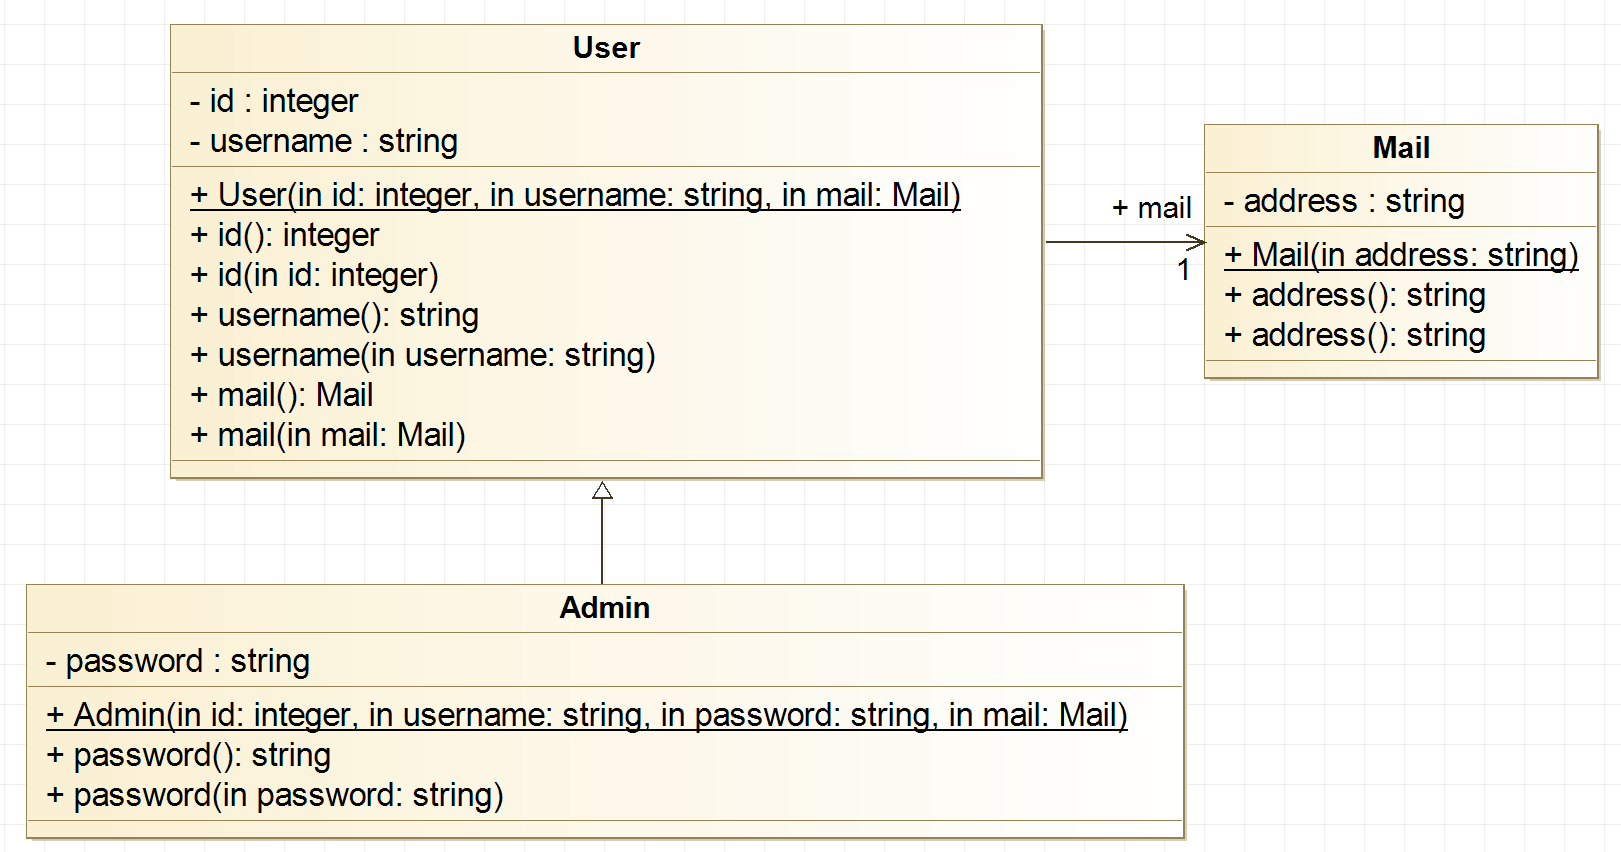 User
- id : integer
- username : string
+ User(in id: integer, in username: string, in mail: Mail)
+ id(): integer
+ id(in id: integer)
+ username(): string
+ username(in username: string)
+ mail(): Mail
+ mail(in mail: Mail)
+ mail
1
Mail
- address : string
+ Mail(in address: string)
+ address(): string
+ address(): string
Admin
- password : string
+ Admin(in id: integer, in username: string, in password: string, in mail: Mail)
+ password(): string
+ password(in password: string)